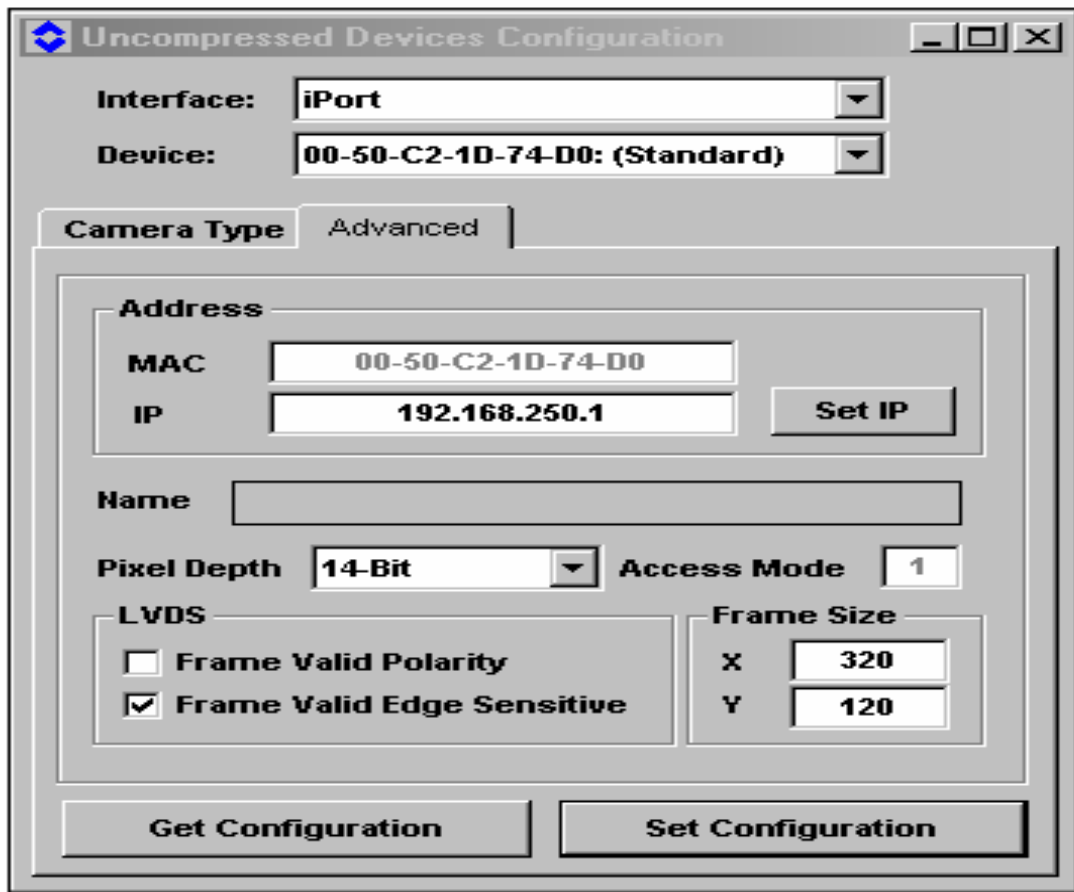 Uncompressed Devices Configuration
Interface: iPort
Device: 00-50-C2-1D-74-D0: (Standard)
Camera Type Advanced
Address
MAC 00-50-C2-1D-74-D0
IP 192.168.250.1 Set IP
Name
Pixel Depth 14-Bit Access Mode 1
LVDS Frame Size
Frame Valid Polarity X 320
Frame Valid Edge Sensitive Y 120
Get Configuration Set Configuration